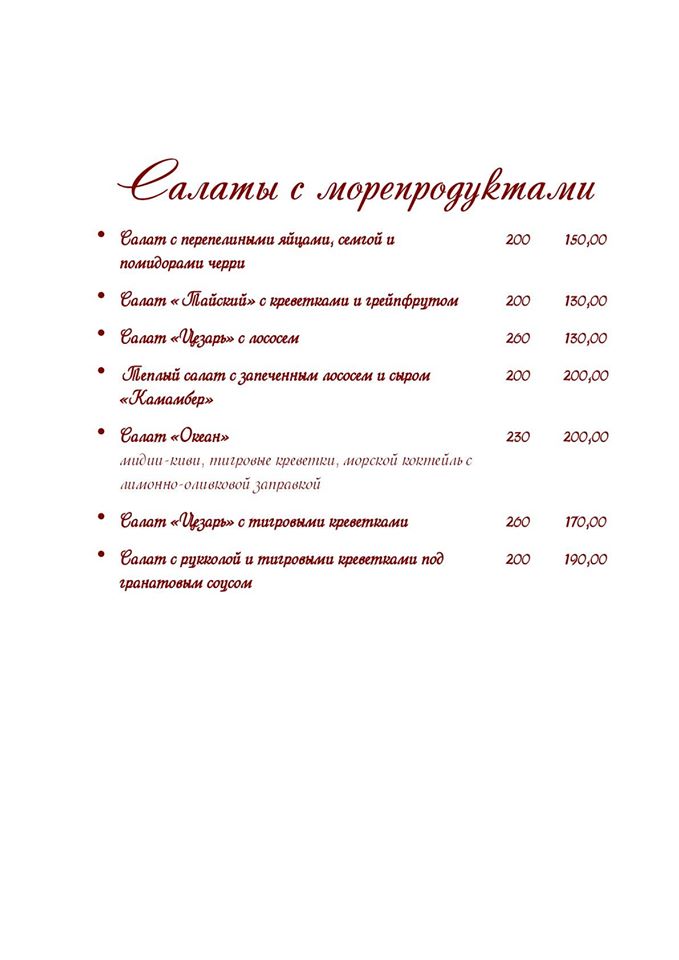 Салаты с морепродуктами
• Салат с перепелиными яйцами, семгой и 200 150,00
помидорами черри
• Салат «Тайский» с креветками и грейпфрутом 200 130,00
• Салат «Цезарь» с лососем 260 130,00
• Теплый салат с запеченным лососем и сыром 200 200,00
«Камамбер»
• Салат «Океан» 230 200,00
мидии-киви, тигровые креветки, морской коктейль с
лимонно-оливковой заправкой
• Салат «Цезарь» с тигровыми креветками 260 170,00
• Салат с рукколой и тигровыми креветками под 200 190,00
гранатовым соусом